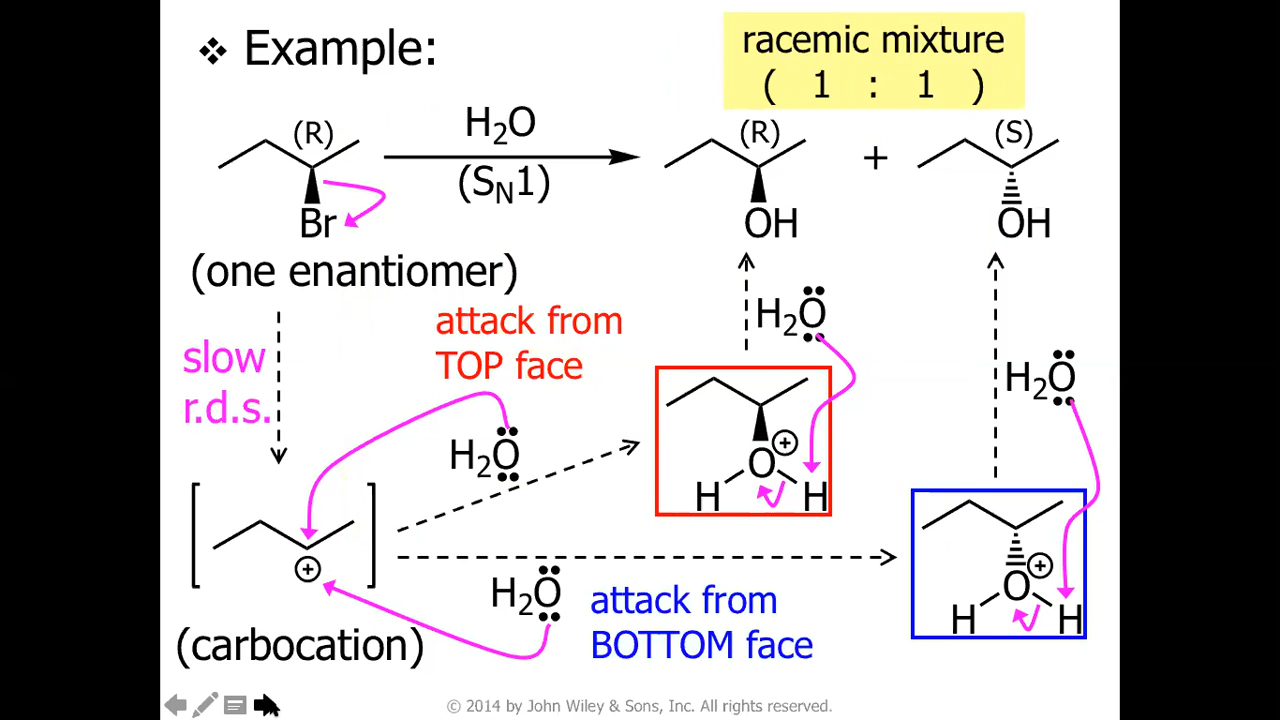 ❖ Example:
racemic mixture
( 1 : 1 )
(R)
Br
(one enantiomer)
H₂O
(Sₙ1)
(R)
OH
+
(S)
OH
slow
r.d.s.
attack from
TOP face
H₂O
H₂O
H₂O
O
+
H H
+
(carbocation)
H₂O
attack from
BOTTOM face
O
+
H H
© 2014 by John Wiley & Sons, Inc. All rights reserved.